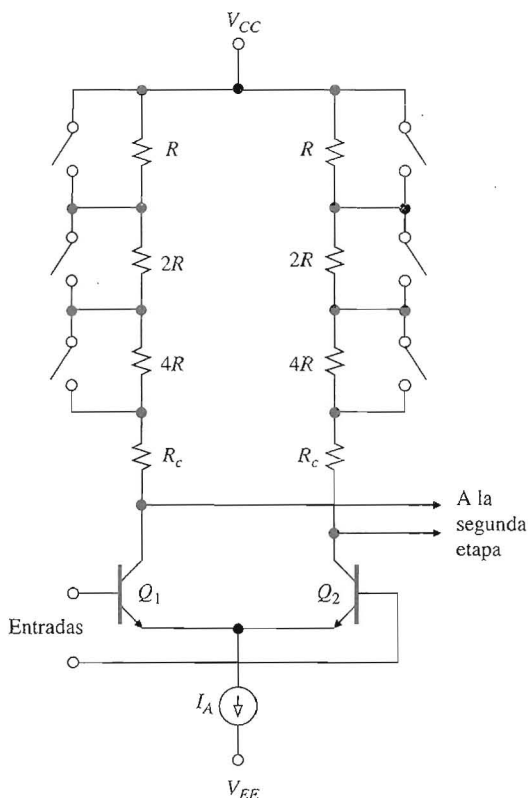 V_CC
R
R
2R
2R
4R
4R
R_c
R_c
A la
segunda
etapa
Q_1
Q_2
Entradas
I_A
V_EE